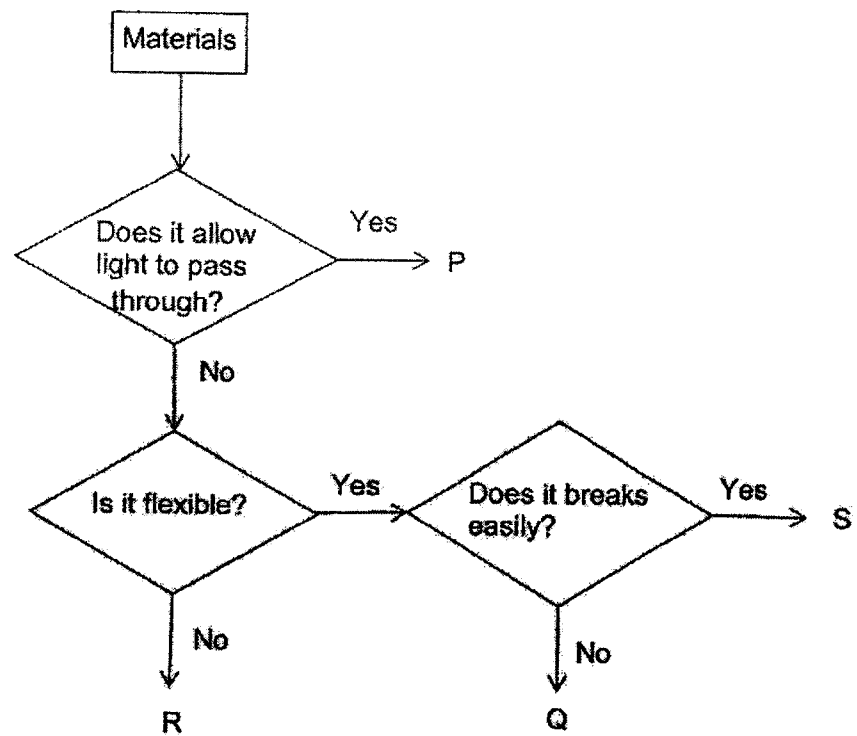 Materials
Does it allow
light to pass
through?
Yes
P
No
Is it flexible?
Yes
Does it breaks
easily?
Yes
S
No
R
No
Q